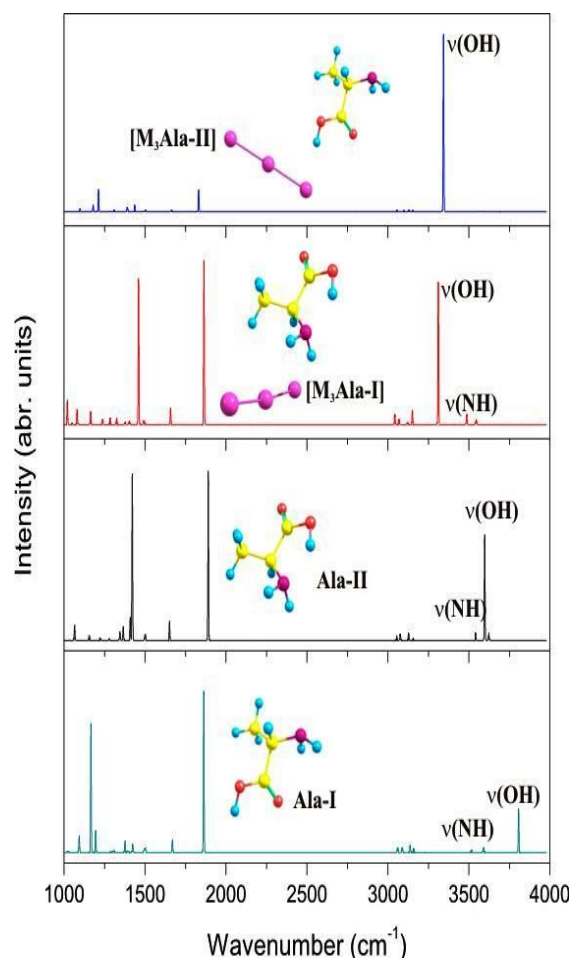 ν(OH)
[M₃Ala-II]
ν(OH)
[M₃Ala-I]
ν(NH)
ν(OH)
Ala-II
ν(NH)
Ala-I
ν(OH)
ν(NH)
Intensity (abr. units)
1000 1500 2000 2500 3000 3500 4000
Wavenumber (cm⁻¹)